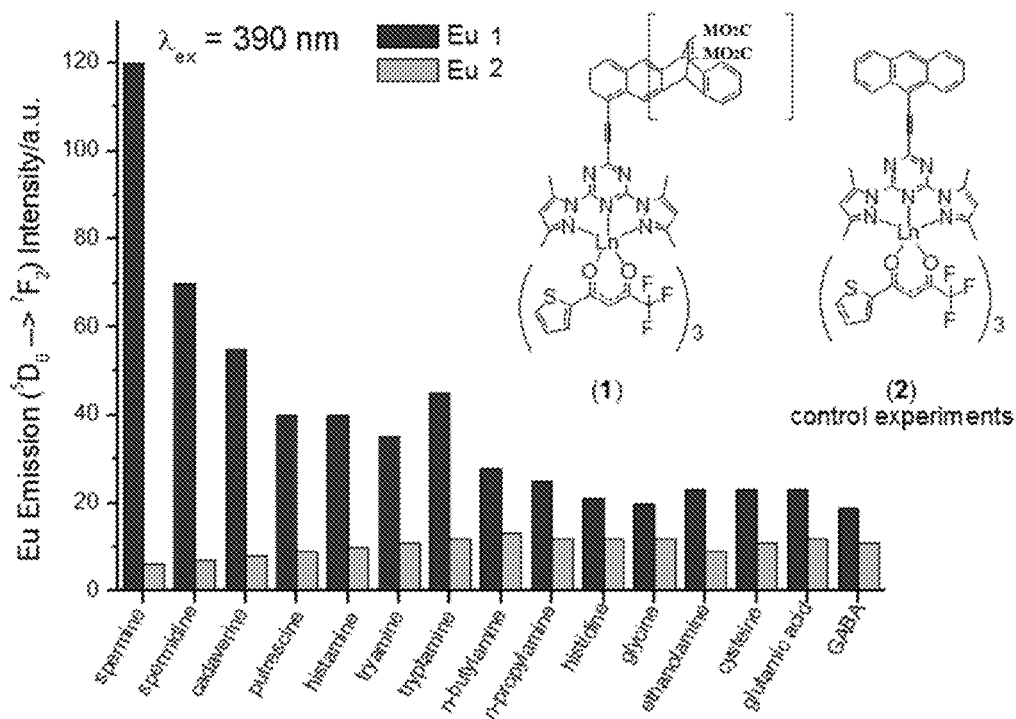 λex = 390 nm
Eu 1
Eu 2
Eu Emission (⁵D₀ —> ⁷F₂) Intensity/a.u.
120
100
80
60
40
20
0
MO₂C
MO₂C
N N
N N N
N N
Ln
O O
S
F
F
F
3
(1)
N N
N N N
N N
Ln
O O
S
F
F
F
3
(2)
control experiments
spermine
spermidine
cadaverine
putrescine
histamine
tryamine
tryptamine
n-butylamine
n-propylamine
histidine
glycine
ethanolamine
cysteine
glutamic acid
GABA